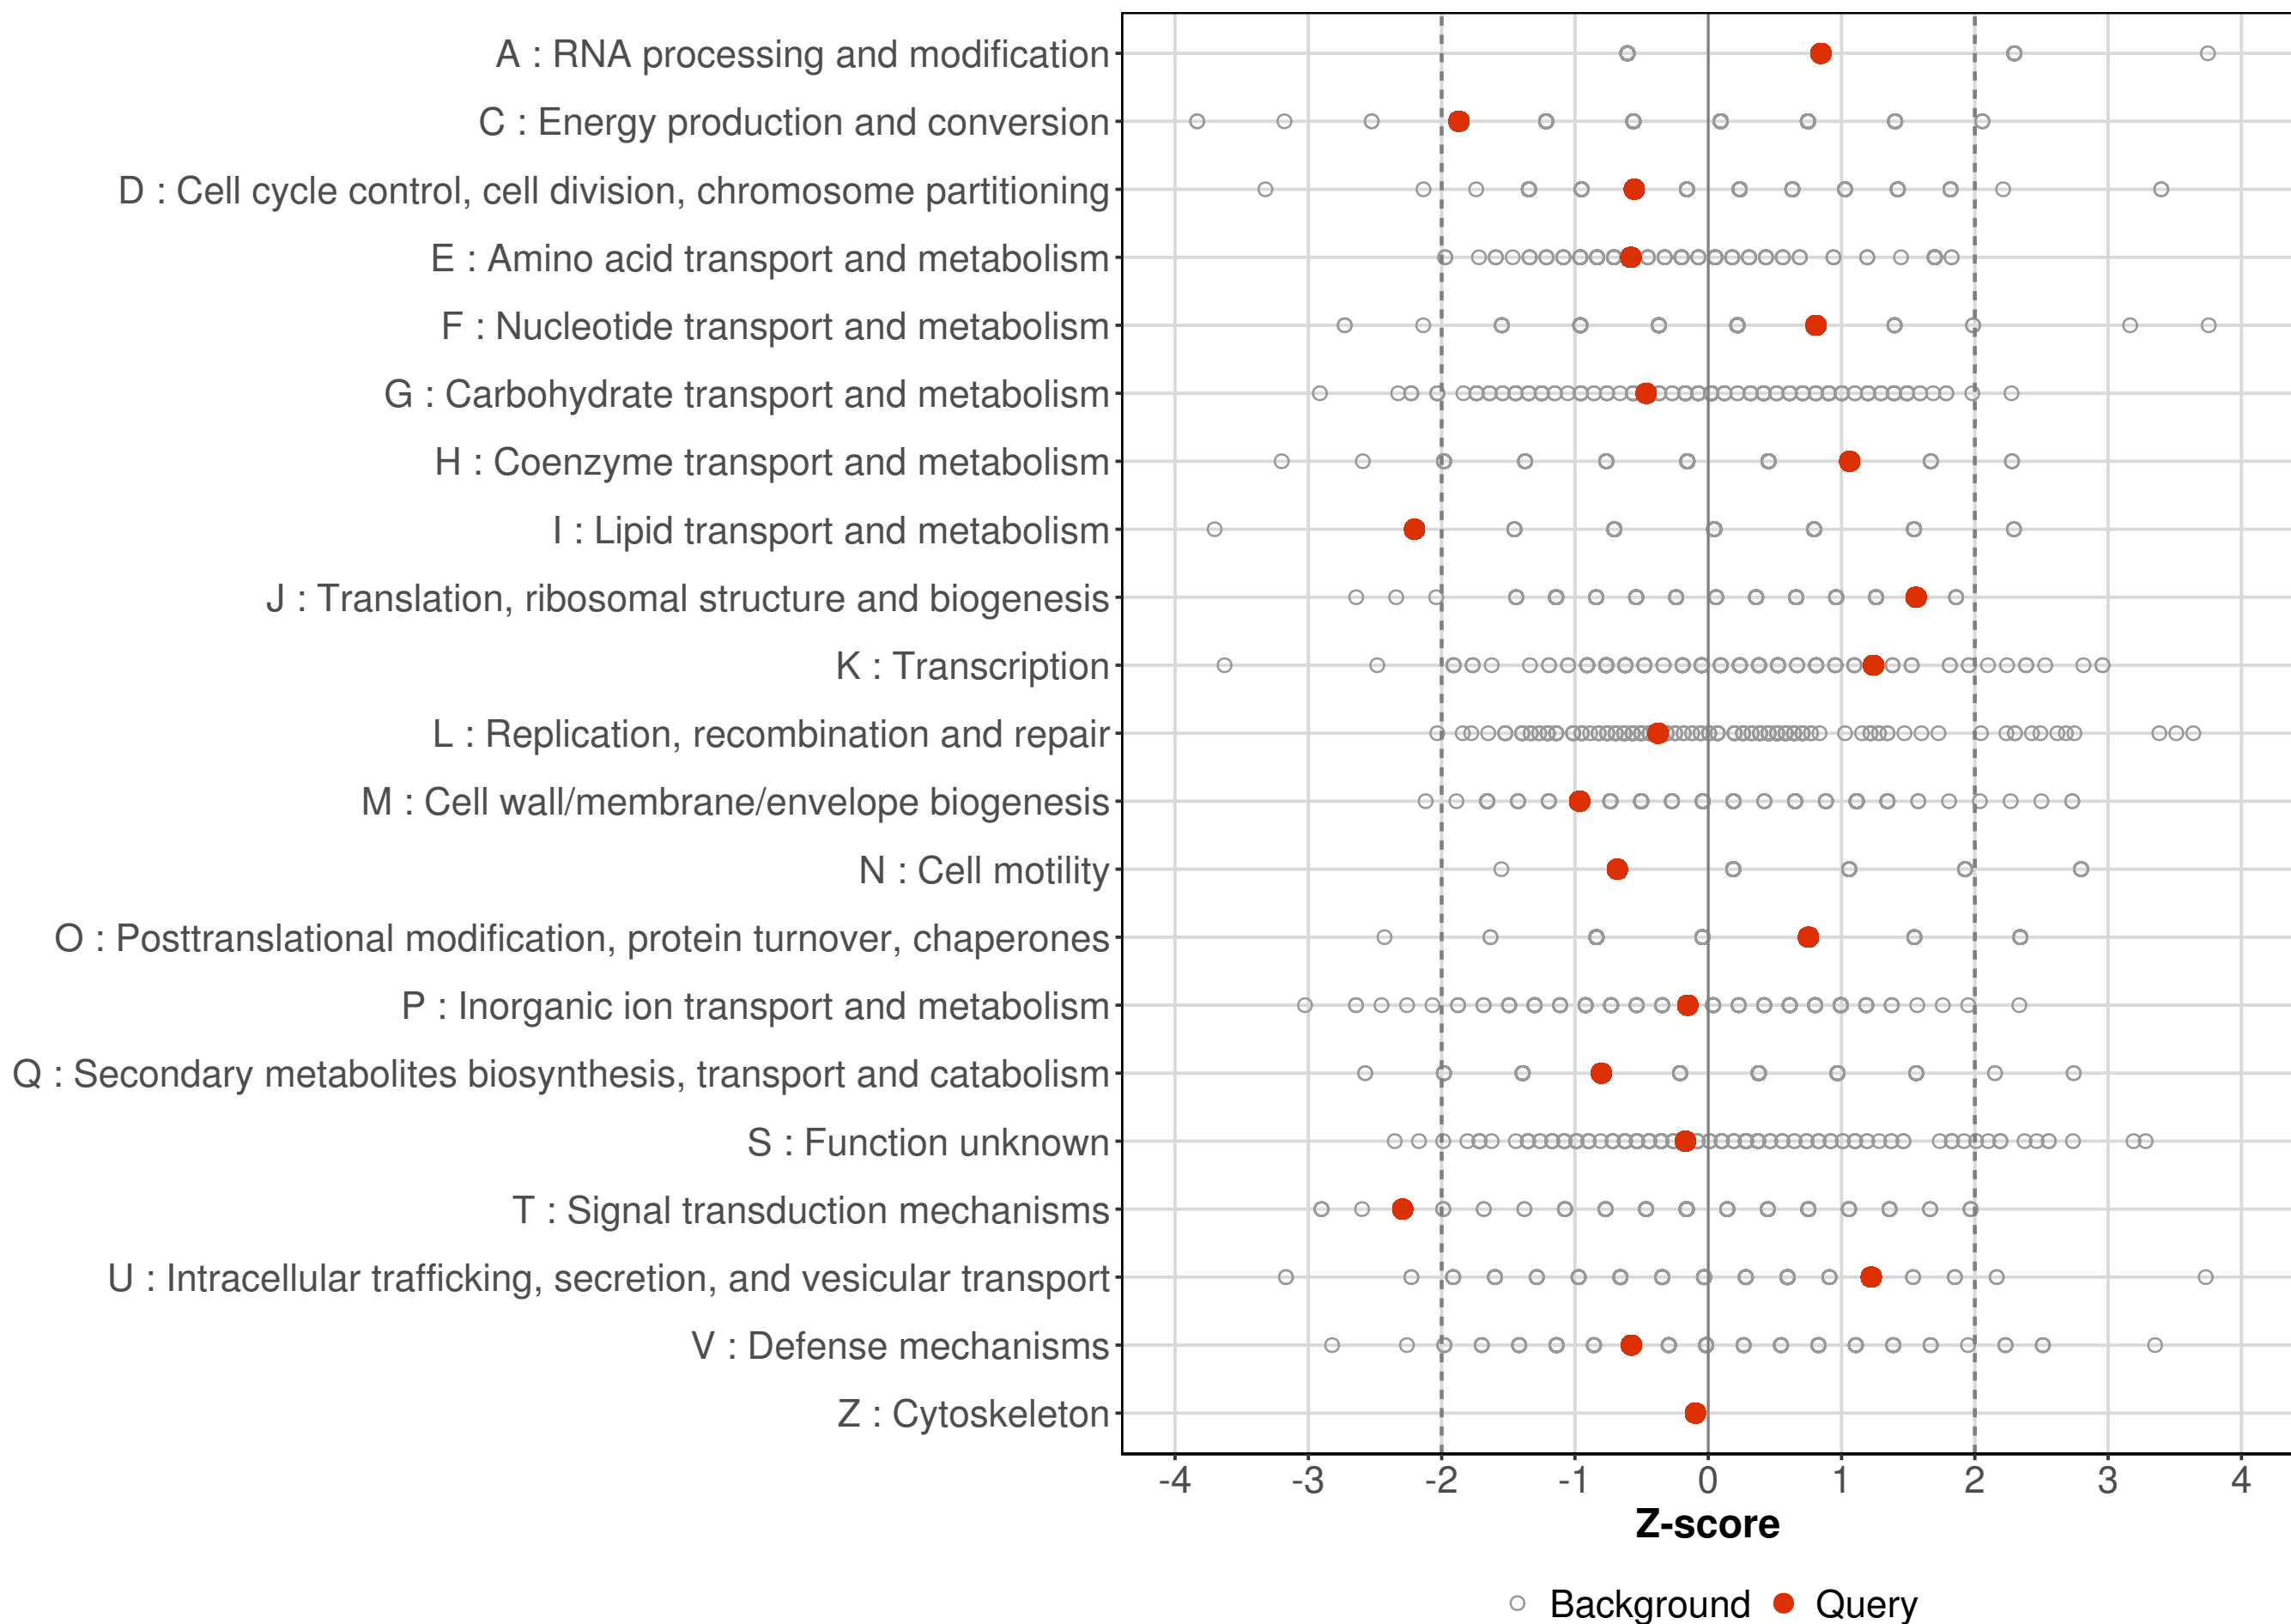 A : RNA processing and modification
C : Energy production and conversion
D : Cell cycle control, cell division, chromosome partitioning
E : Amino acid transport and metabolism
F : Nucleotide transport and metabolism
G : Carbohydrate transport and metabolism
H : Coenzyme transport and metabolism
I : Lipid transport and metabolism
J : Translation, ribosomal structure and biogenesis
K : Transcription
L : Replication, recombination and repair
M : Cell wall/membrane/envelope biogenesis
N : Cell motility
O : Posttranslational modification, protein turnover, chaperones
P : Inorganic ion transport and metabolism
Q : Secondary metabolites biosynthesis, transport and catabolism
S : Function unknown
T : Signal transduction mechanisms
U : Intracellular trafficking, secretion, and vesicular transport
V : Defense mechanisms
Z : Cytoskeleton
-4 -3 -2 -1 0 1 2 3 4
Z-score
Background Query